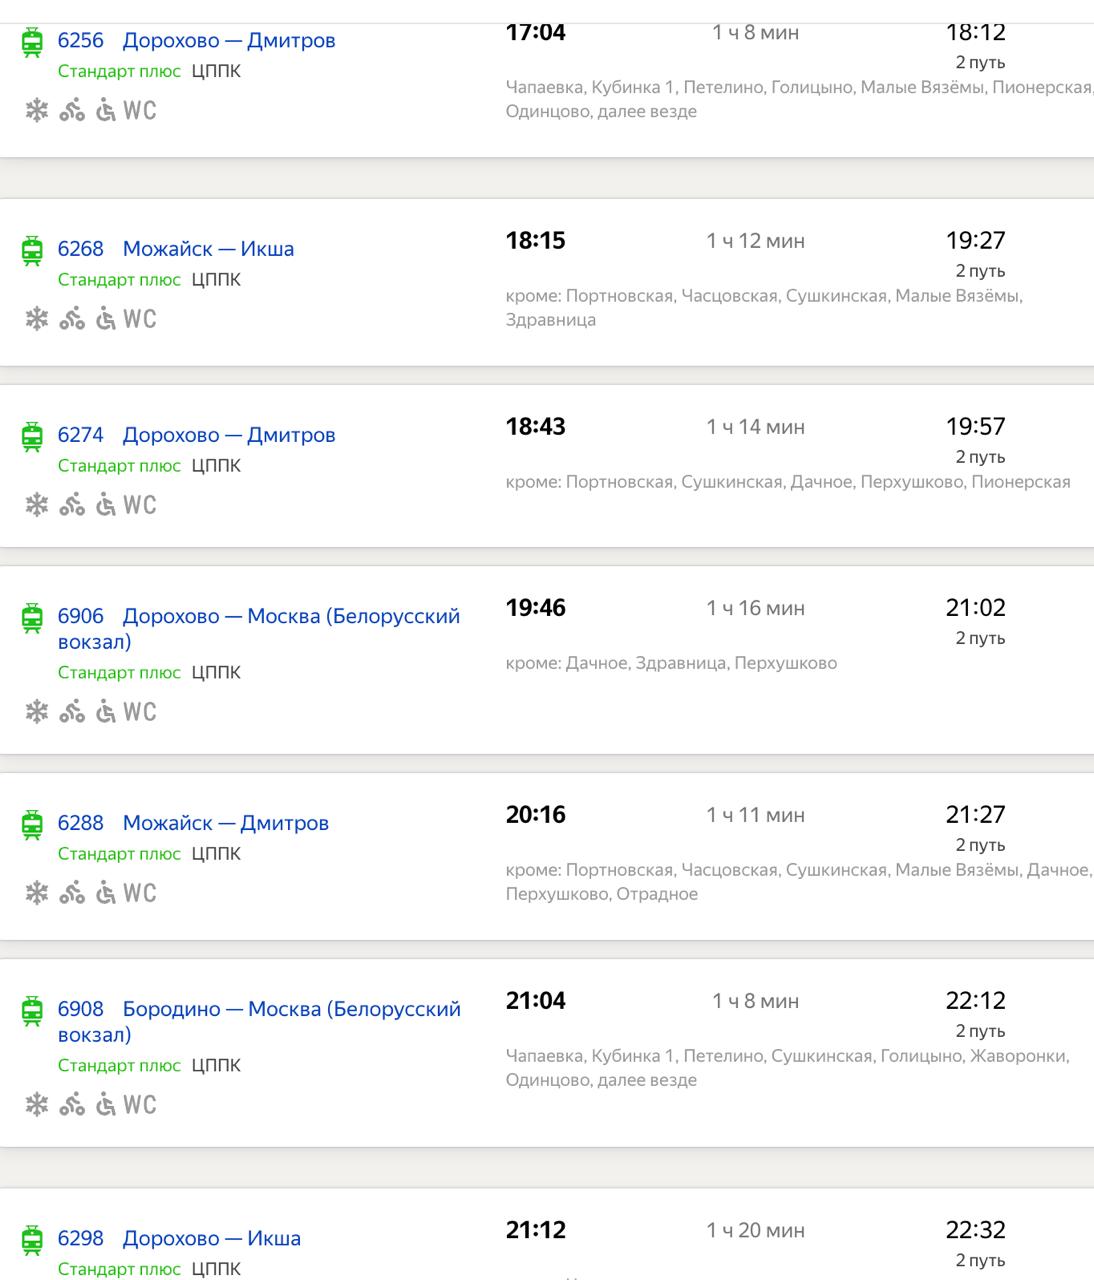 6256 Дорохово — Дмитров
17:04
1 ч 8 мин
18:12
Стандарт плюс ЦППК
2 путь
Чапаевка, Кубинка 1, Петелино, Голицыно, Малые Вязёмы, Пионерская,
Одинцово, далее везде
WC
6268 Можайск — Икша
18:15
1 ч 12 мин
19:27
Стандарт плюс ЦППК
2 путь
кроме: Портновская, Часцовская, Сушкинская, Малые Вязёмы,
Здравница
WC
6274 Дорохово — Дмитров
18:43
1 ч 14 мин
19:57
Стандарт плюс ЦППК
2 путь
кроме: Портновская, Сушкинская, Дачное, Перхушково, Пионерская
WC
6906 Дорохово — Москва (Белорусский
вокзал)
19:46
1 ч 16 мин
21:02
Стандарт плюс ЦППК
2 путь
кроме: Дачное, Здравница, Перхушково
WC
6288 Можайск — Дмитров
20:16
1 ч 11 мин
21:27
Стандарт плюс ЦППК
2 путь
кроме: Портновская, Часцовская, Сушкинская, Малые Вязёмы, Дачное,
Перхушково, Отрадное
WC
6908 Бородино — Москва (Белорусский
вокзал)
21:04
1 ч 8 мин
22:12
Стандарт плюс ЦППК
2 путь
Чапаевка, Кубинка 1, Петелино, Сушкинская, Голицыно, Жаворонки,
Одинцово, далее везде
WC
6298 Дорохово — Икша
21:12
1 ч 20 мин
22:32
Стандарт плюс ЦППК
2 путь